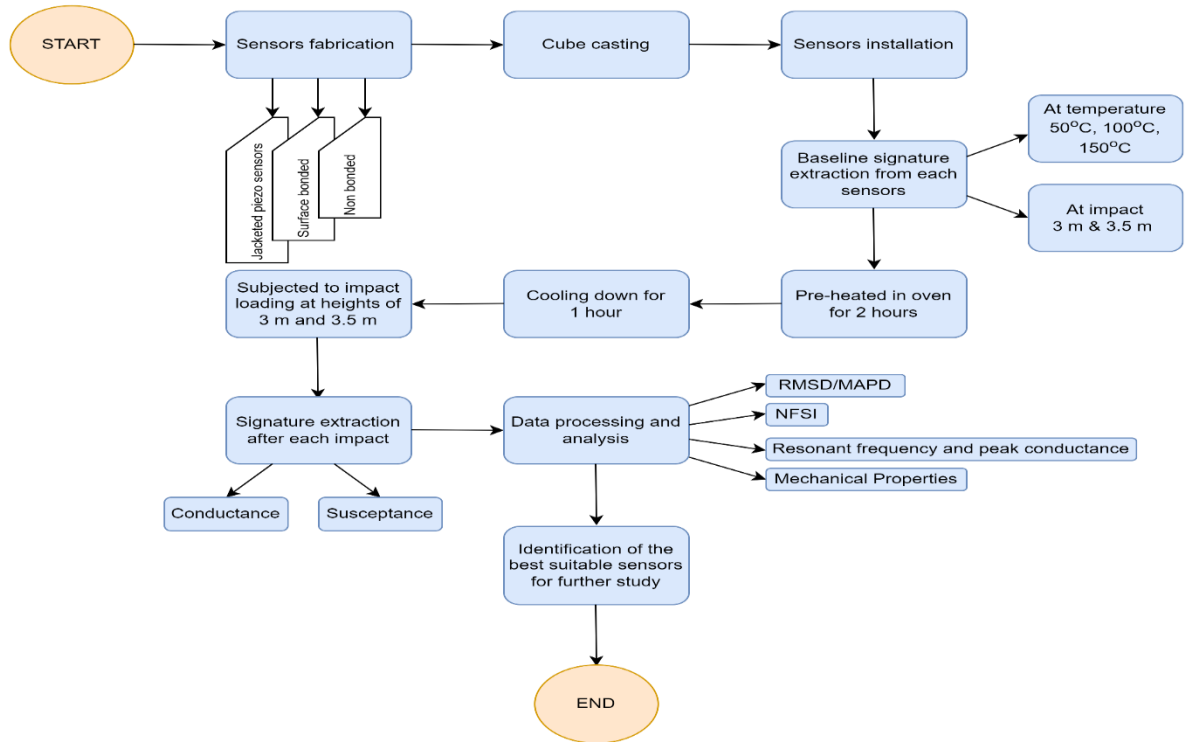 START
Sensors fabrication
Cube casting
Sensors installation
Jacketed piezo sensors
Surface bonded
Non bonded
At temperature
50°C, 100°C,
150°C
Baseline signature
extraction from each
sensors
At impact
3 m & 3.5 m
Subjected to impact
loading at heights of
3 m and 3.5 m
Cooling down for
1 hour
Pre-heated in oven
for 2 hours
Signature extraction
after each impact
Data processing and
analysis
RMSD/MAPD
NFSI
Resonant frequency and peak conductance
Mechanical Properties
Conductance
Susceptance
Identification of the
best suitable sensors
for further study
END